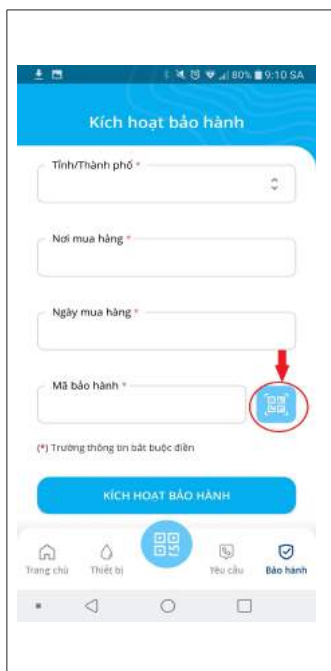 80% 9:10 SA
Kích hoạt bảo hành
Tỉnh/Thành phố *
Nơi mua hàng *
Ngày mua hàng *
Mã bảo hành *
(*) Trường thông tin bắt buộc điền
KÍCH HOẠT BẢO HÀNH
Trang chủ Thiết bị Yêu cầu Bảo hành